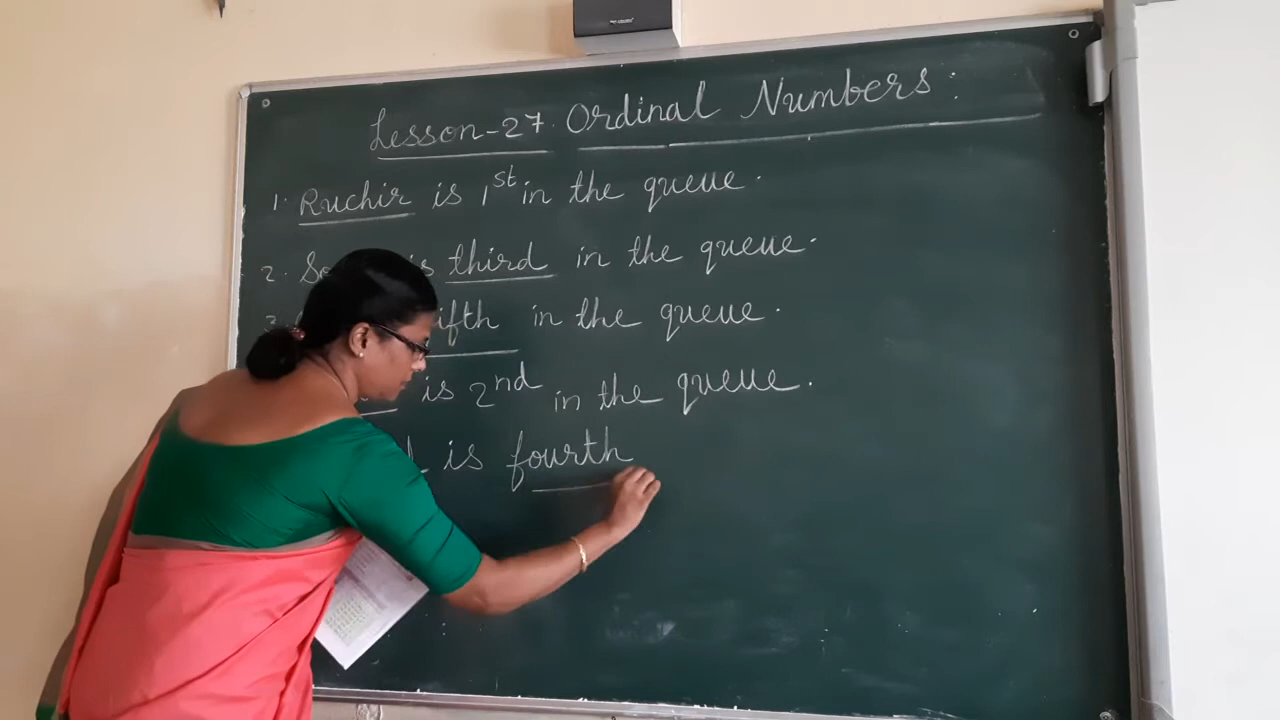 Lesson-27. Ordinal Numbers:
1. Ruchir is 1st in the queue.
2. is third in the queue.
in the queue.
is 2nd in the queue.
is fourth